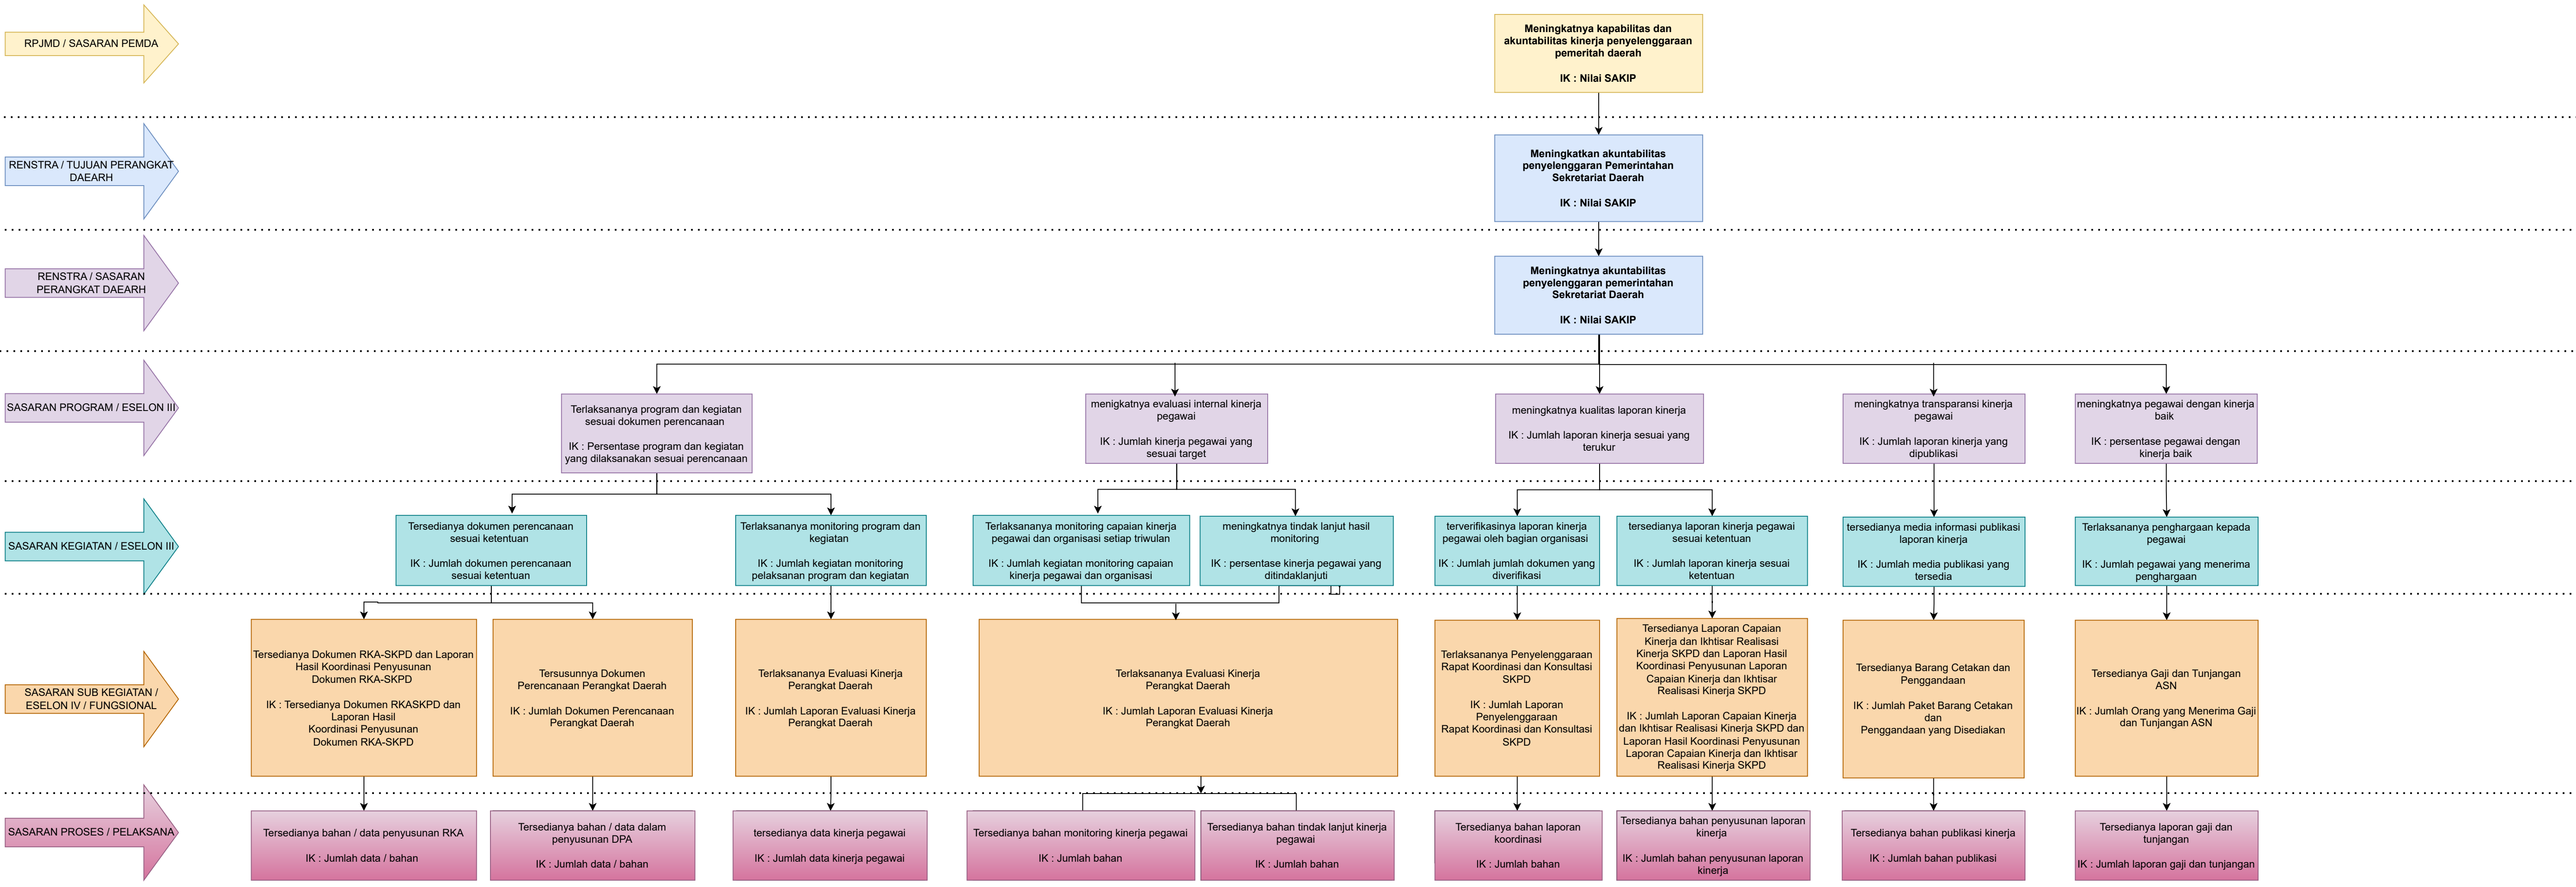 RPJMD / SASARAN PEMDA
Meningkatnya kapabilitas dan
akuntabilitas kinerja penyelenggaraan
pemeritah daerah
IK : Nilai SAKIP
RENSTRA / TUJUAN PERANGKAT
DAEARH
Meningkatkan akuntabilitas
penyelenggaran Pemerintahan
Sekretariat Daerah
IK : Nilai SAKIP
RENSTRA / SASARAN
PERANGKAT DAEARH
Meningkatnya akuntabilitas
penyelenggaran pemerintahan
Sekretariat Daerah
IK : Nilai SAKIP
SASARAN PROGRAM / ESELON III
Terlaksananya program dan kegiatan
sesuai dokumen perencanaan
IK : Persentase program dan kegiatan
yang dilaksanakan sesuai perencanaan
menigkatnya evaluasi internal kinerja
pegawai
IK : Jumlah kinerja pegawai yang
sesuai target
meningkatnya kualitas laporan kinerja
IK : Jumlah laporan kinerja sesuai yang
terukur
meningkatnya transparansi kinerja
pegawai
IK : Jumlah laporan kinerja yang
dipublikasi
meningkatnya pegawai dengan kinerja
baik
IK : persentase pegawai dengan
kinerja baik
SASARAN KEGIATAN / ESELON III
Tersedianya dokumen perencanaan
sesuai ketentuan
IK : Jumlah dokumen perencanaan
sesuai ketentuan
Terlaksananya monitoring program dan
kegiatan
IK : Jumlah kegiatan monitoring
pelaksanan program dan kegiatan
Terlaksananya monitoring capaian kinerja
pegawai dan organisasi setiap triwulan
IK : Jumlah kegiatan monitoring capaian
kinerja pegawai dan organisasi
meningkatnya tindak lanjut hasil
monitoring
IK : persentase kinerja pegawai yang
ditindaklanjuti
terverifikasinya laporan kinerja
pegawai oleh bagian organisasi
IK : Jumlah jumlah dokumen yang
diverifikasi
tersedianya laporan kinerja pegawai
sesuai ketentuan
IK : Jumlah laporan kinerja sesuai
ketentuan
tersedianya media informasi publikasi
laporan kinerja
IK : Jumlah media publikasi yang
tersedia
Terlaksananya penghargaan kepada
pegawai
IK : Jumlah pegawai yang menerima
penghargaan
SASARAN SUB KEGIATAN /
ESELON IV / FUNGSIONAL
Tersedianya Dokumen RKA-SKPD dan Laporan
Hasil Koordinasi Penyusunan
Dokumen RKA-SKPD
IK : Tersedianya Dokumen RKASKPD dan
Laporan Hasil
Koordinasi Penyusunan
Dokumen RKA-SKPD
Tersusunnya Dokumen
Perencanaan Perangkat Daerah
IK : Jumlah Dokumen Perencanaan
Perangkat Daerah
Terlaksananya Evaluasi Kinerja
Perangkat Daerah
IK : Jumlah Laporan Evaluasi Kinerja
Perangkat Daerah
Terlaksananya Evaluasi Kinerja
Perangkat Daerah
IK : Jumlah Laporan Evaluasi Kinerja
Perangkat Daerah
Terlaksananya Penyelenggaraan
Rapat Koordinasi dan Konsultasi
SKPD
IK : Jumlah Laporan
Penyelenggaraan
Rapat Koordinasi dan Konsultasi
SKPD
Tersedianya Laporan Capaian
Kinerja dan Ikhtisar Realisasi
Kinerja SKPD dan Laporan Hasil
Koordinasi Penyusunan Laporan
Capaian Kinerja dan Ikhtisar
Realisasi Kinerja SKPD
IK : Jumlah Laporan Capaian Kinerja
dan Ikhtisar Realisasi Kinerja SKPD dan
Laporan Hasil Koordinasi Penyusunan
Laporan Capaian Kinerja dan Ikhtisar
Realisasi Kinerja SKPD
Tersedianya Barang Cetakan dan
Penggandaan
IK : Jumlah Paket Barang Cetakan
dan
Penggandaan yang Disediakan
Tersedianya Gaji dan Tunjangan
ASN
IK : Jumlah Orang yang Menerima Gaji
dan Tunjangan ASN
SASARAN PROSES / PELAKSANA
Tersedianya bahan / data penyusunan RKA
IK : Jumlah data / bahan
Tersedianya bahan / data dalam
penyusunan DPA
IK : Jumlah data / bahan
tersedianya data kinerja pegawai
IK : Jumlah data kinerja pegawai
Tersedianya bahan monitoring kinerja pegawai
IK : Jumlah bahan
Tersedianya bahan tindak lanjut kinerja
pegawai
IK : Jumlah bahan
Tersedianya bahan laporan
koordinasi
IK : Jumlah bahan
Tersedianya bahan penyusunan laporan
kinerja
IK : Jumlah bahan penyusunan laporan
kinerja
Tersedianya bahan publikasi kinerja
IK : Jumlah bahan publikasi
Tersedianya laporan gaji dan
tunjangan
IK : Jumlah laporan gaji dan tunjangan